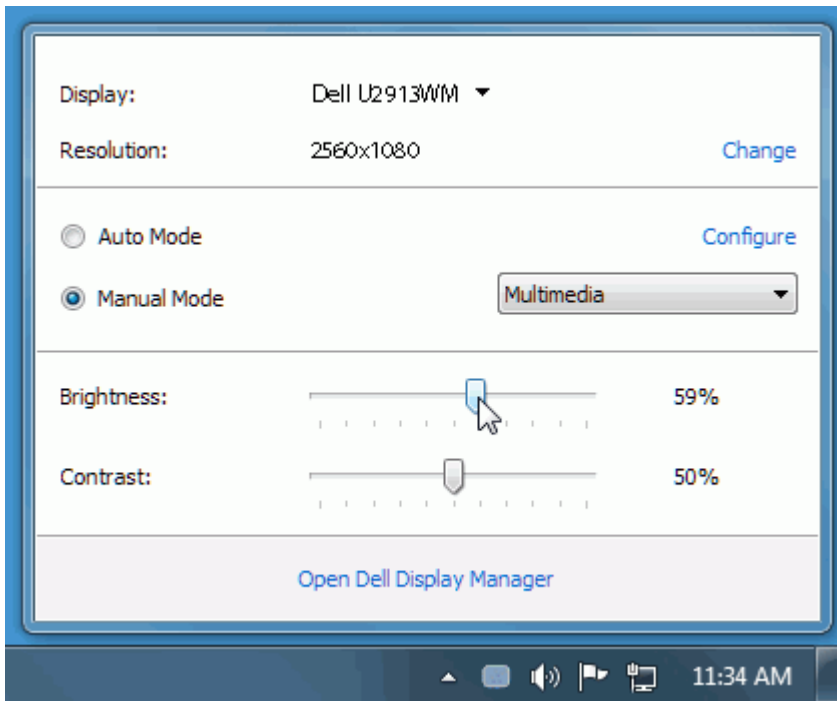 Display: Dell U2913WM
Resolution: 2560x1080 Change
Auto Mode Configure
Manual Mode Multimedia
Brightness: 59%
Contrast: 50%
Open Dell Display Manager
11:34 AM